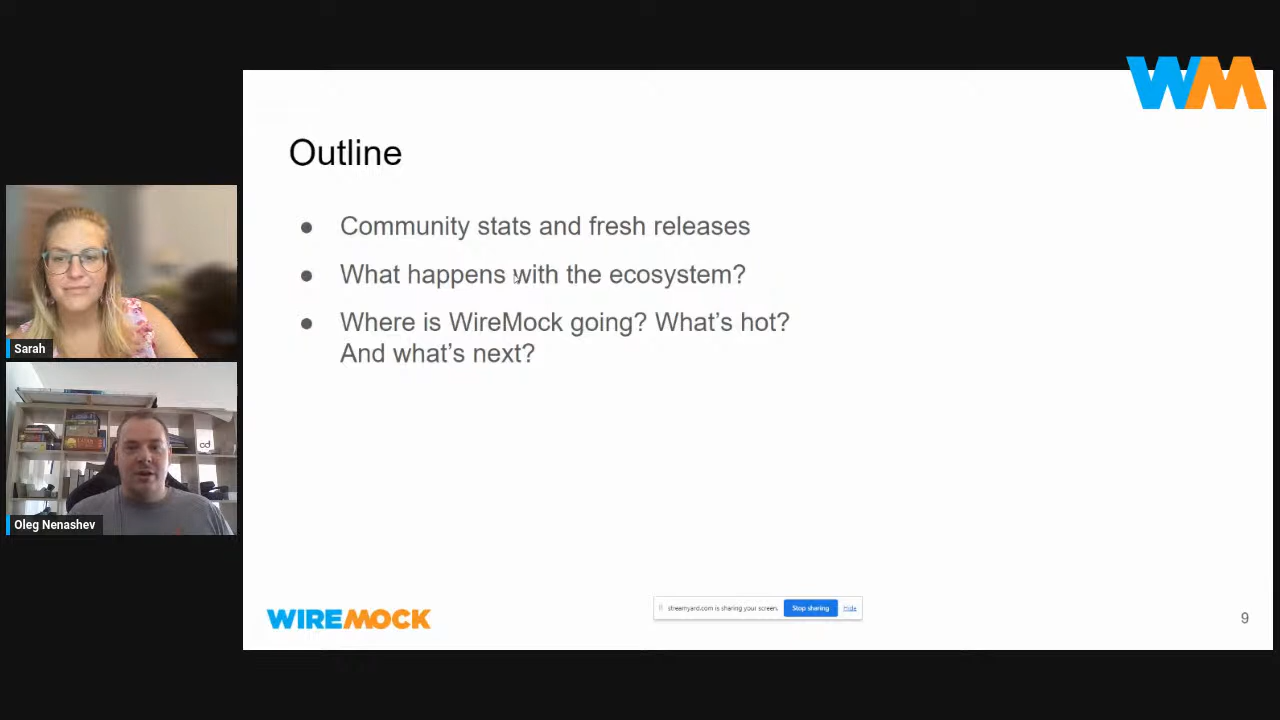 WM
Outline
● Community stats and fresh releases
● What happens with the ecosystem?
● Where is WireMock going? What’s hot?
And what’s next?
Sarah
Oleg Nenashev
WIREMOCK
streamyard.com is sharing your screen.
Stop sharing
Hide
9